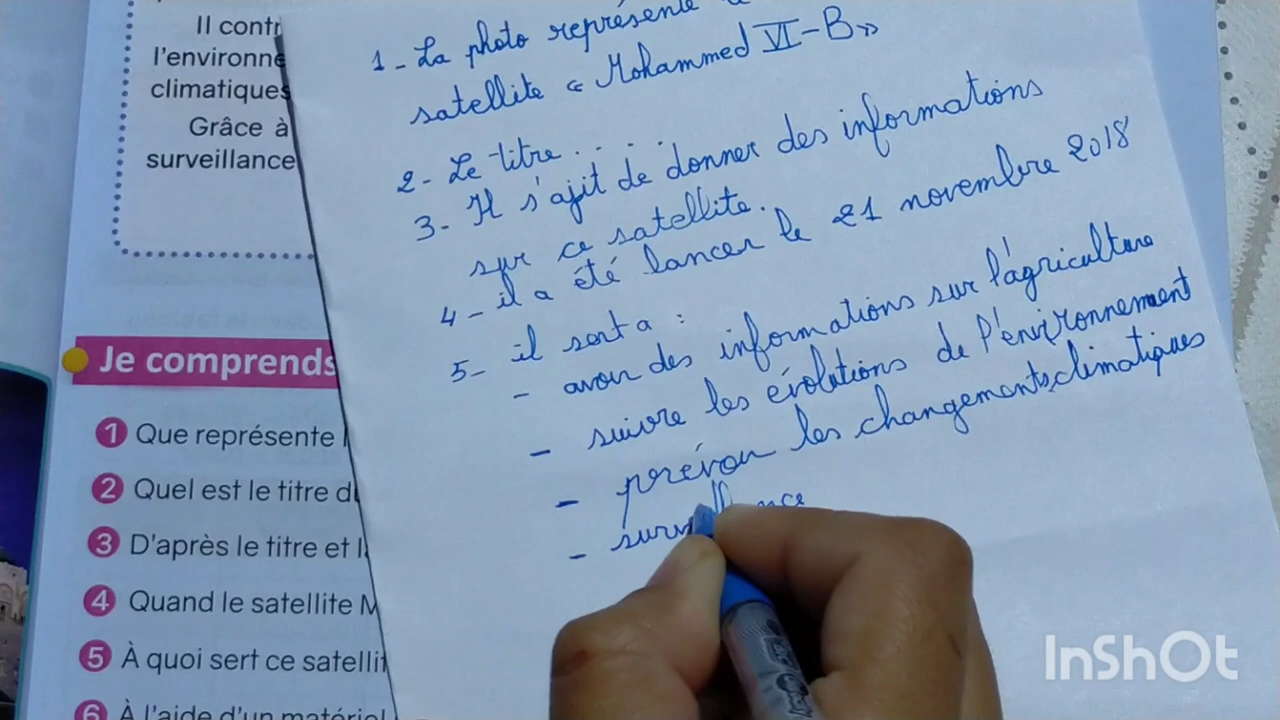 Il contr
l'environne
climatiques
Grâce à
surveillance
Je comprends
1 Que représente l
2 Quel est le titre du
3 D'après le titre et l
4 Quand le satellite M
5 À quoi sert ce satellit
6 À l'aide d'un matériel
1- La photo représente
satellite « Mohammed VI-B»
2- Le titre . . . . .
3- Il s'ajit de donner des informations
sur ce satellite.
4- il a été lancer le 21 novembre 2018
5- il sert a :
- avoir des informations sur l'agriculture
- suivre les évolutions de l'environnement
- prévoir les changements climatiques
- surveillance
InShOt